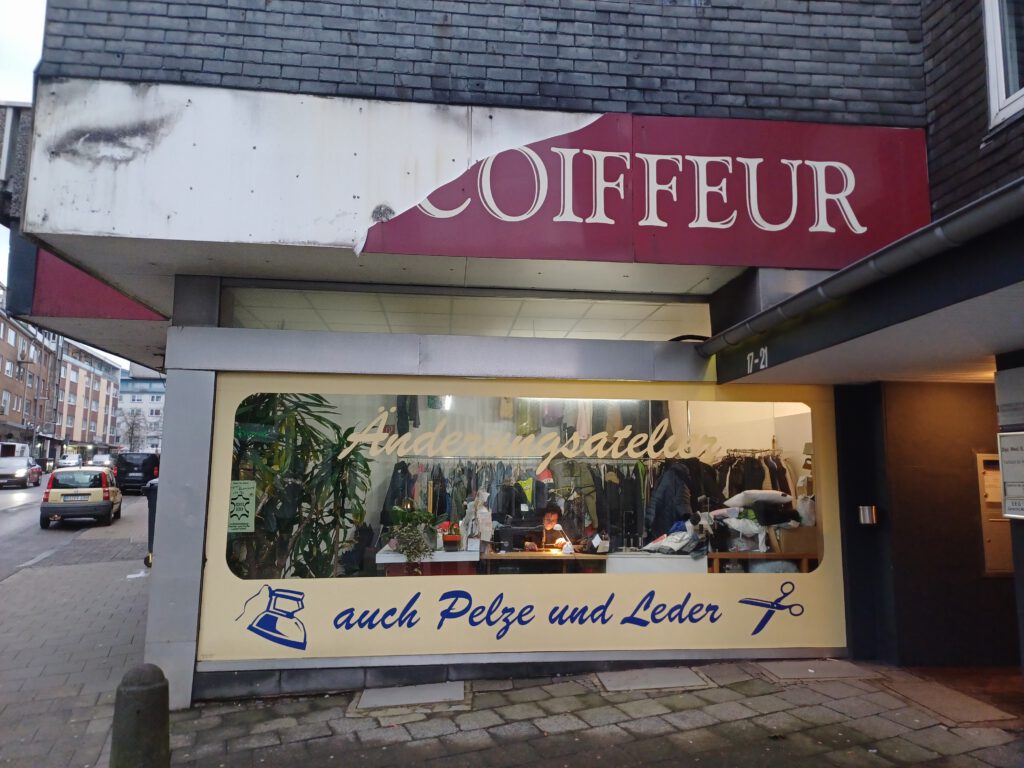 COIFFEUR
17-21
Änderungsatelier
auch Pelze und Leder